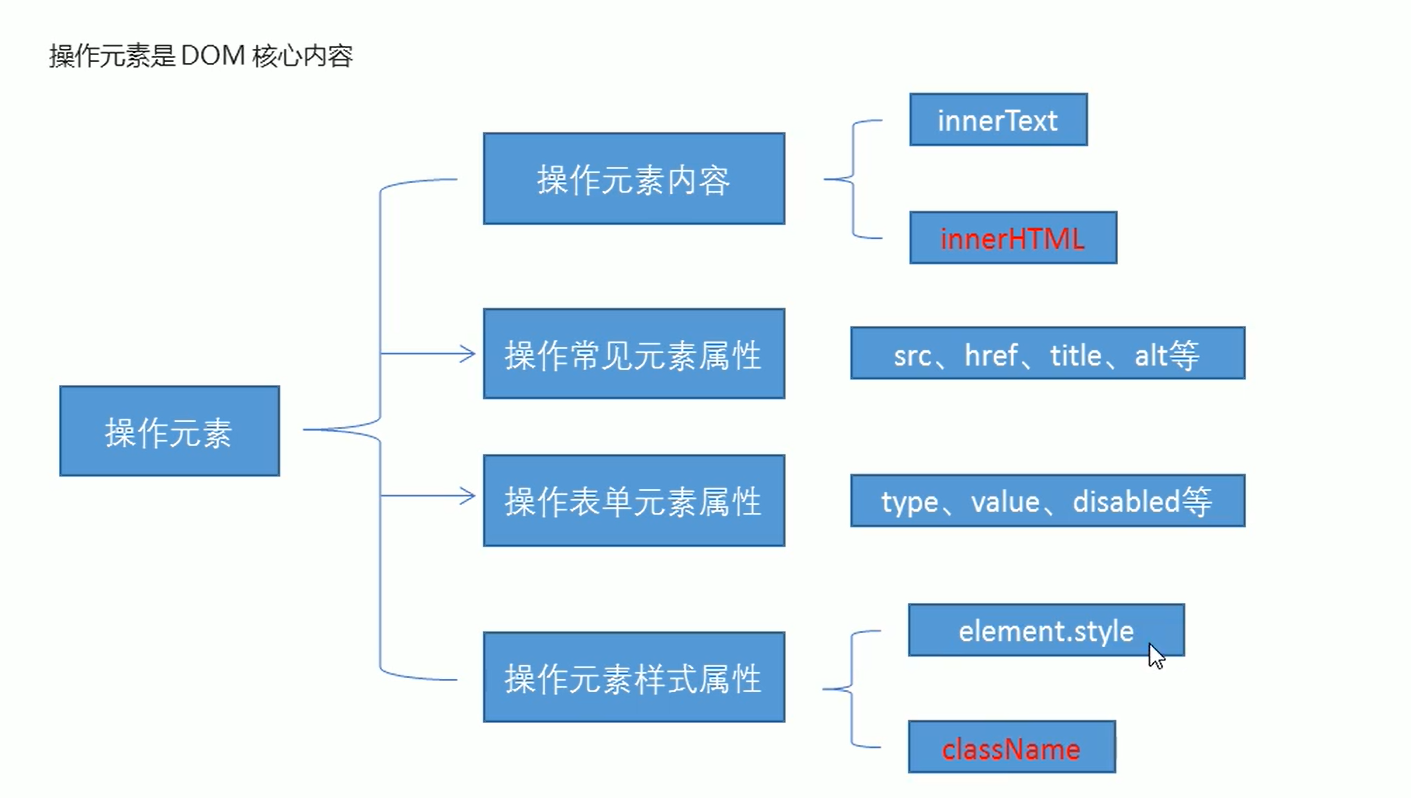 操作元素是DOM 核心内容
操作元素
操作元素内容
innerText
innerHTML
操作常见元素属性
src、href、title、alt等
操作表单元素属性
type、value、disabled等
操作元素样式属性
element.style
className